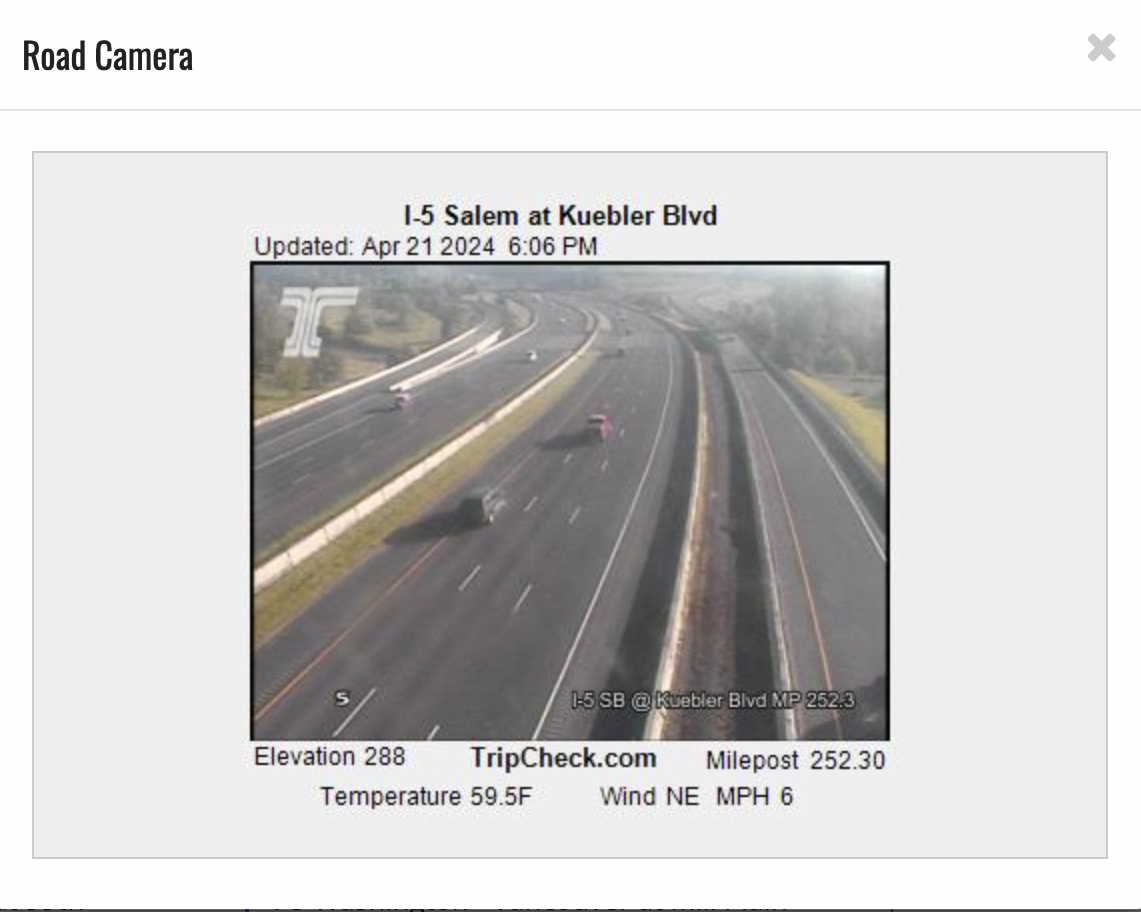 Road Camera
I-5 Salem at Kuebler Blvd
Updated: Apr 21 2024 6:06 PM
S
I-5 SB @ Kuebler Blvd MP 252.3
Elevation 288 TripCheck.com Milepost 252.30
Temperature 59.5F Wind NE MPH 6